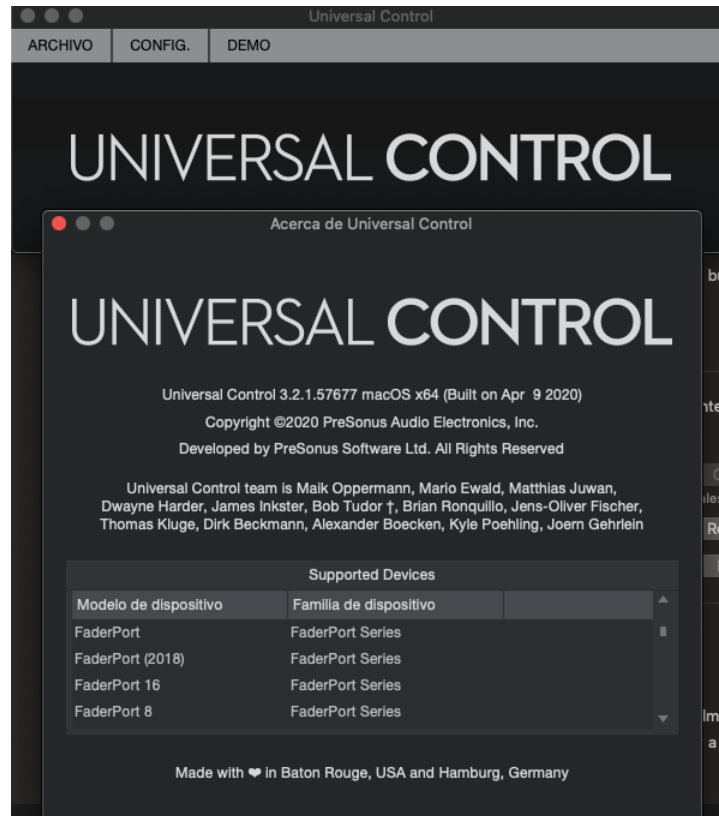 Universal Control
ARCHIVO CONFIG. DEMO
UNIVERSAL CONTROL
Acerca de Universal Control
UNIVERSAL CONTROL
Universal Control 3.2.1.57677 macOS x64 (Built on Apr 9 2020)
Copyright ©2020 PreSonus Audio Electronics, Inc.
Developed by PreSonus Software Ltd. All Rights Reserved
Universal Control team is Maik Oppermann, Mario Ewald, Matthias Juwan,
Dwayne Harder, James Inkster, Bob Tudor †, Brian Ronquillo, Jens-Oliver Fischer,
Thomas Kluge, Dirk Beckmann, Alexander Boecken, Kyle Poehling, Joern Gehrlein
Supported Devices
Modelo de dispositivo Familia de dispositivo
FaderPort FaderPort Series
FaderPort (2018) FaderPort Series
FaderPort 16 FaderPort Series
FaderPort 8 FaderPort Series
Made with ❤ in Baton Rouge, USA and Hamburg, Germany